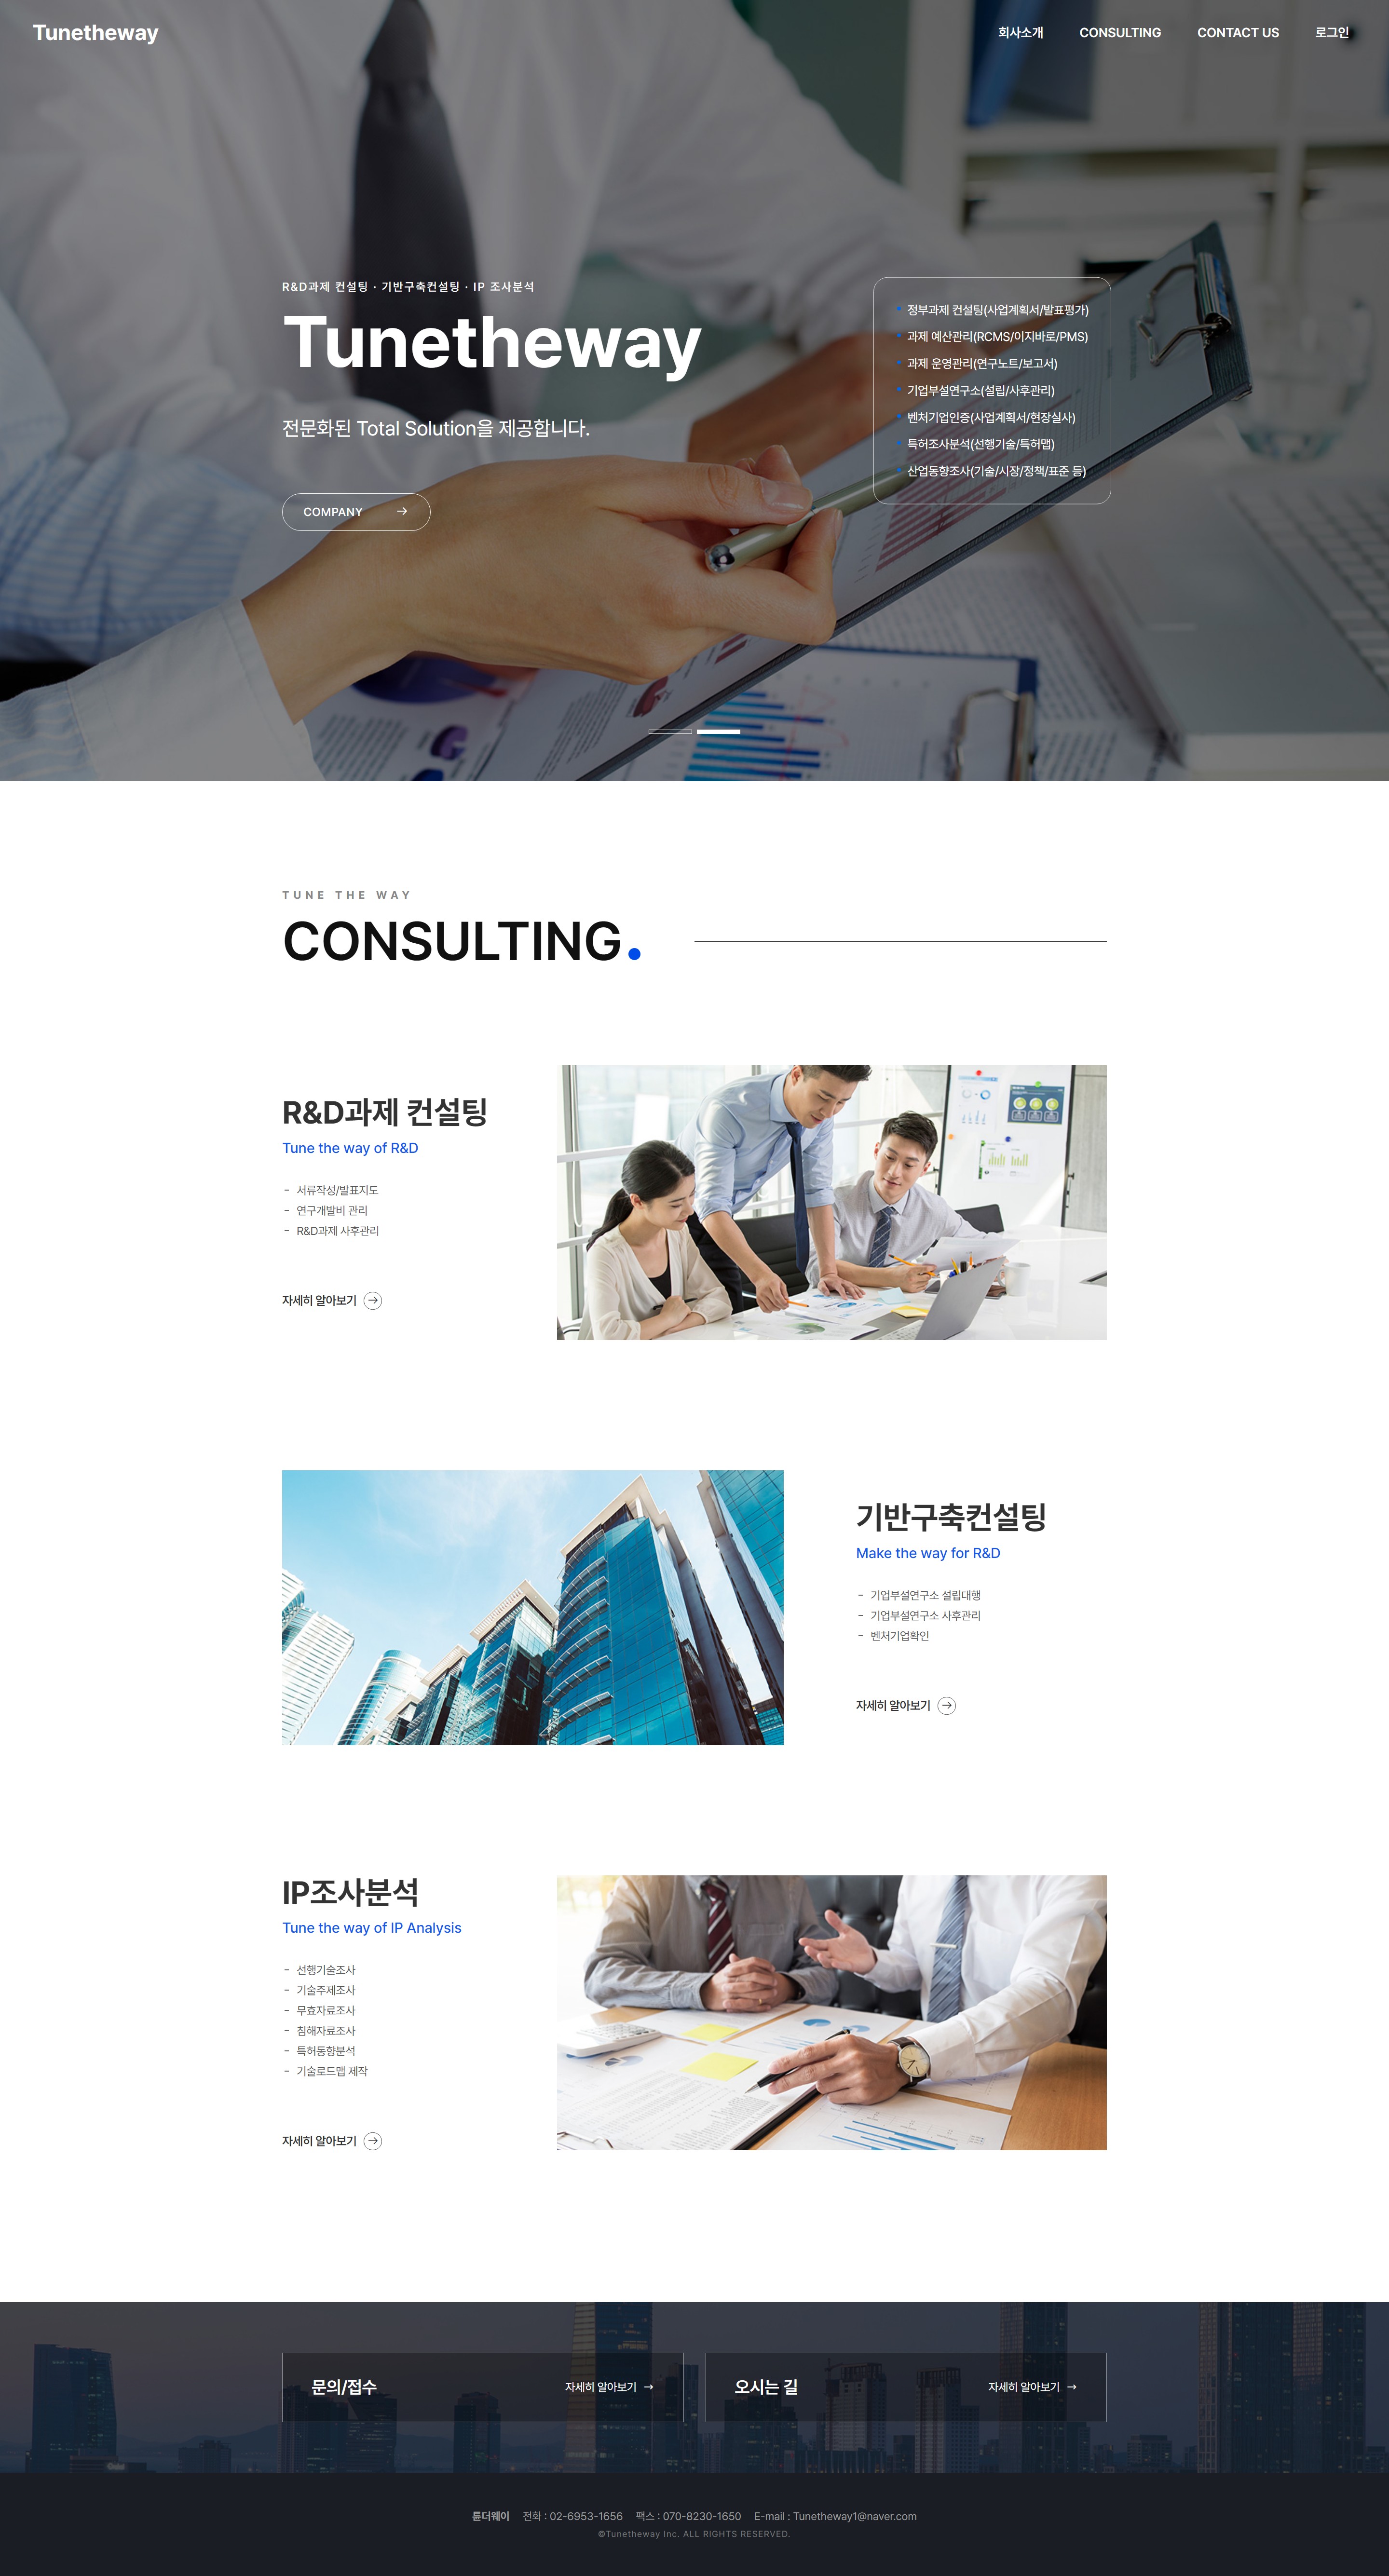 Tunetheway
회사소개 CONSULTING CONTACT US 로그인
R&D과제 컨설팅 · 기반구축컨설팅 · IP 조사분석
Tunetheway
전문화된 Total Solution을 제공합니다.
COMPANY →
정부과제 컨설팅(사업계획서/발표평가)
과제 예산관리(RCMS/이지바로/PMS)
과제 운영관리(연구노트/보고서)
기업부설연구소(설립/사후관리)
벤처기업인증(사업계획서/현장실사)
특허조사분석(선행기술/특허맵)
산업동향조사(기술/시장/정책/표준 등)
TUNE THE WAY
CONSULTING.
R&D과제 컨설팅
Tune the way of R&D
- 서류작성/발표지도
- 연구개발비 관리
- R&D과제 사후관리
자세히 알아보기 →
기반구축컨설팅
Make the way for R&D
- 기업부설연구소 설립대행
- 기업부설연구소 사후관리
- 벤처기업확인
자세히 알아보기 →
IP조사분석
Tune the way of IP Analysis
- 선행기술조사
- 기술주제조사
- 무효자료조사
- 침해자료조사
- 특허동향분석
- 기술로드맵 제작
자세히 알아보기 →
문의/접수 자세히 알아보기 →
오시는 길 자세히 알아보기 →
튠더웨이 전화 : 02-6953-1656 팩스 : 070-8230-1650 E-mail : Tunetheway1@naver.com
©Tunetheway Inc. ALL RIGHTS RESERVED.